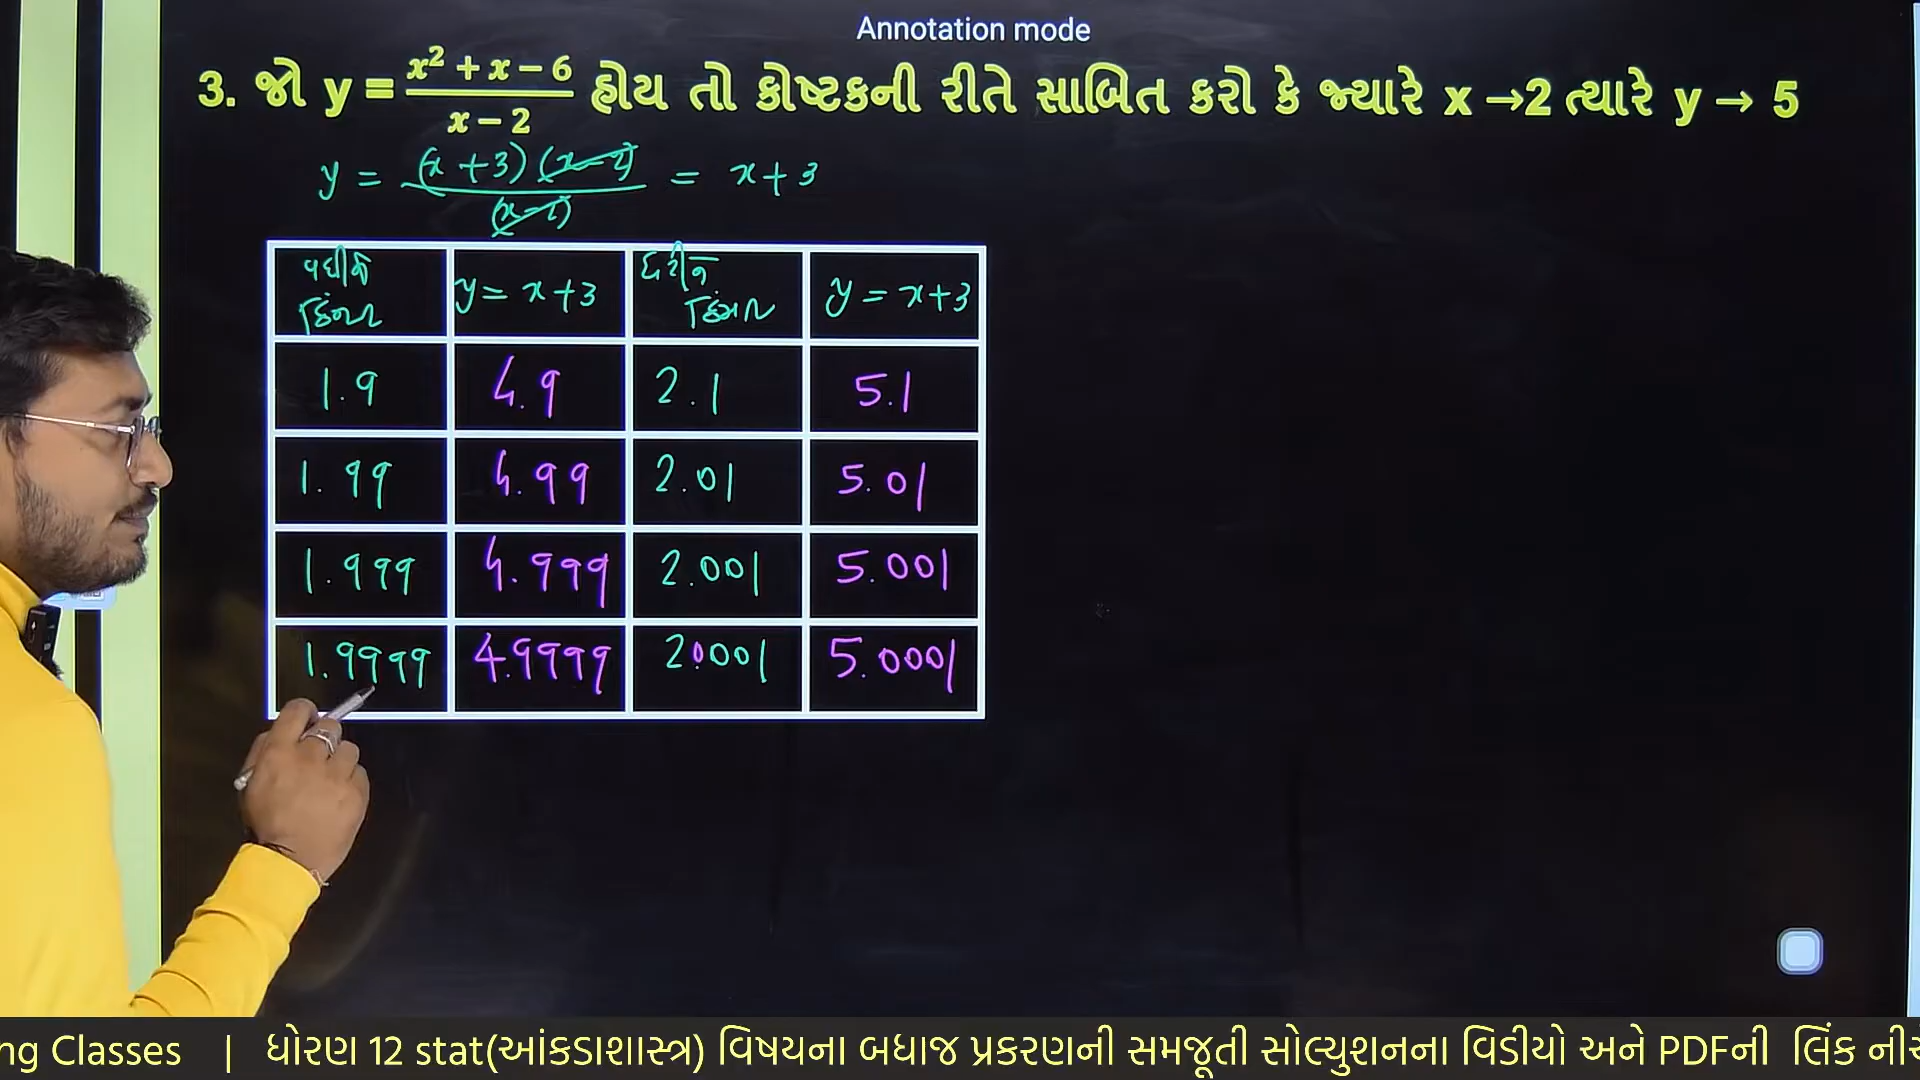 Annotation mode
3. જો y = \frac{x² + x − 6}{x − 2} હોય તો કોષ્ટકની રીતે સાબિત કરો કે જ્યારે x →2 ત્યારે y → 5
y = \frac{(x+3)(x−2)}{(x−2)} = x+3
કિંમત | y = x+3 | કિંમત | y = x+3
1.9 | 4.9 | 2.1 | 5.1
1.99 | 4.99 | 2.01 | 5.01
1.999 | 4.999 | 2.001 | 5.001
1.9999 | 4.9999 | 2.0001 | 5.0001
ng Classes | ધોરણ 12 stat(આંકડાશાસ્ત્ર) વિષયના બધાજ પ્રકરણની સમજૂતી સોલ્યુશનના વિડીયો અને PDFની લિંક